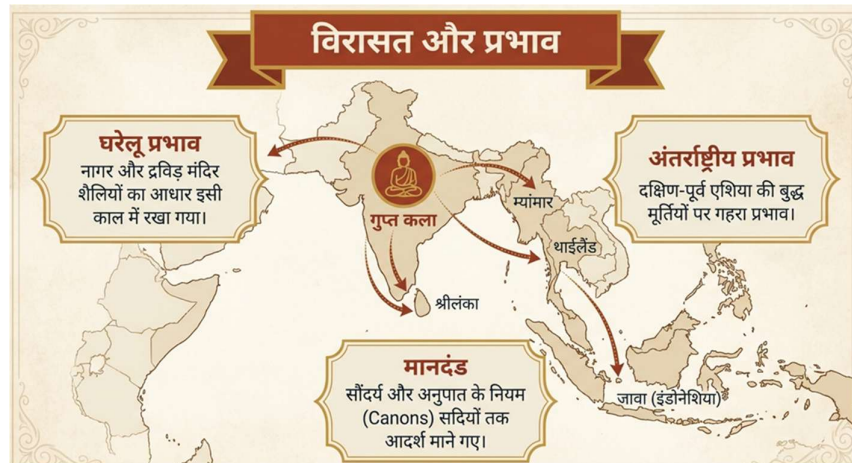 विरासत और प्रभाव
घरेलू प्रभाव
नागर और द्रविड़ मंदिर
शैलियों का आधार इसी
काल में रखा गया।
गुप्त कला
म्यांमार
थाईलैंड
श्रीलंका
जावा (इंडोनेशिया)
अंतर्राष्ट्रीय प्रभाव
दक्षिण-पूर्व एशिया की बुद्ध
मूर्तियों पर गहरा प्रभाव।
मानदंड
सौंदर्य और अनुपात के नियम
(Canons) सदियों तक
आदर्श माने गए।